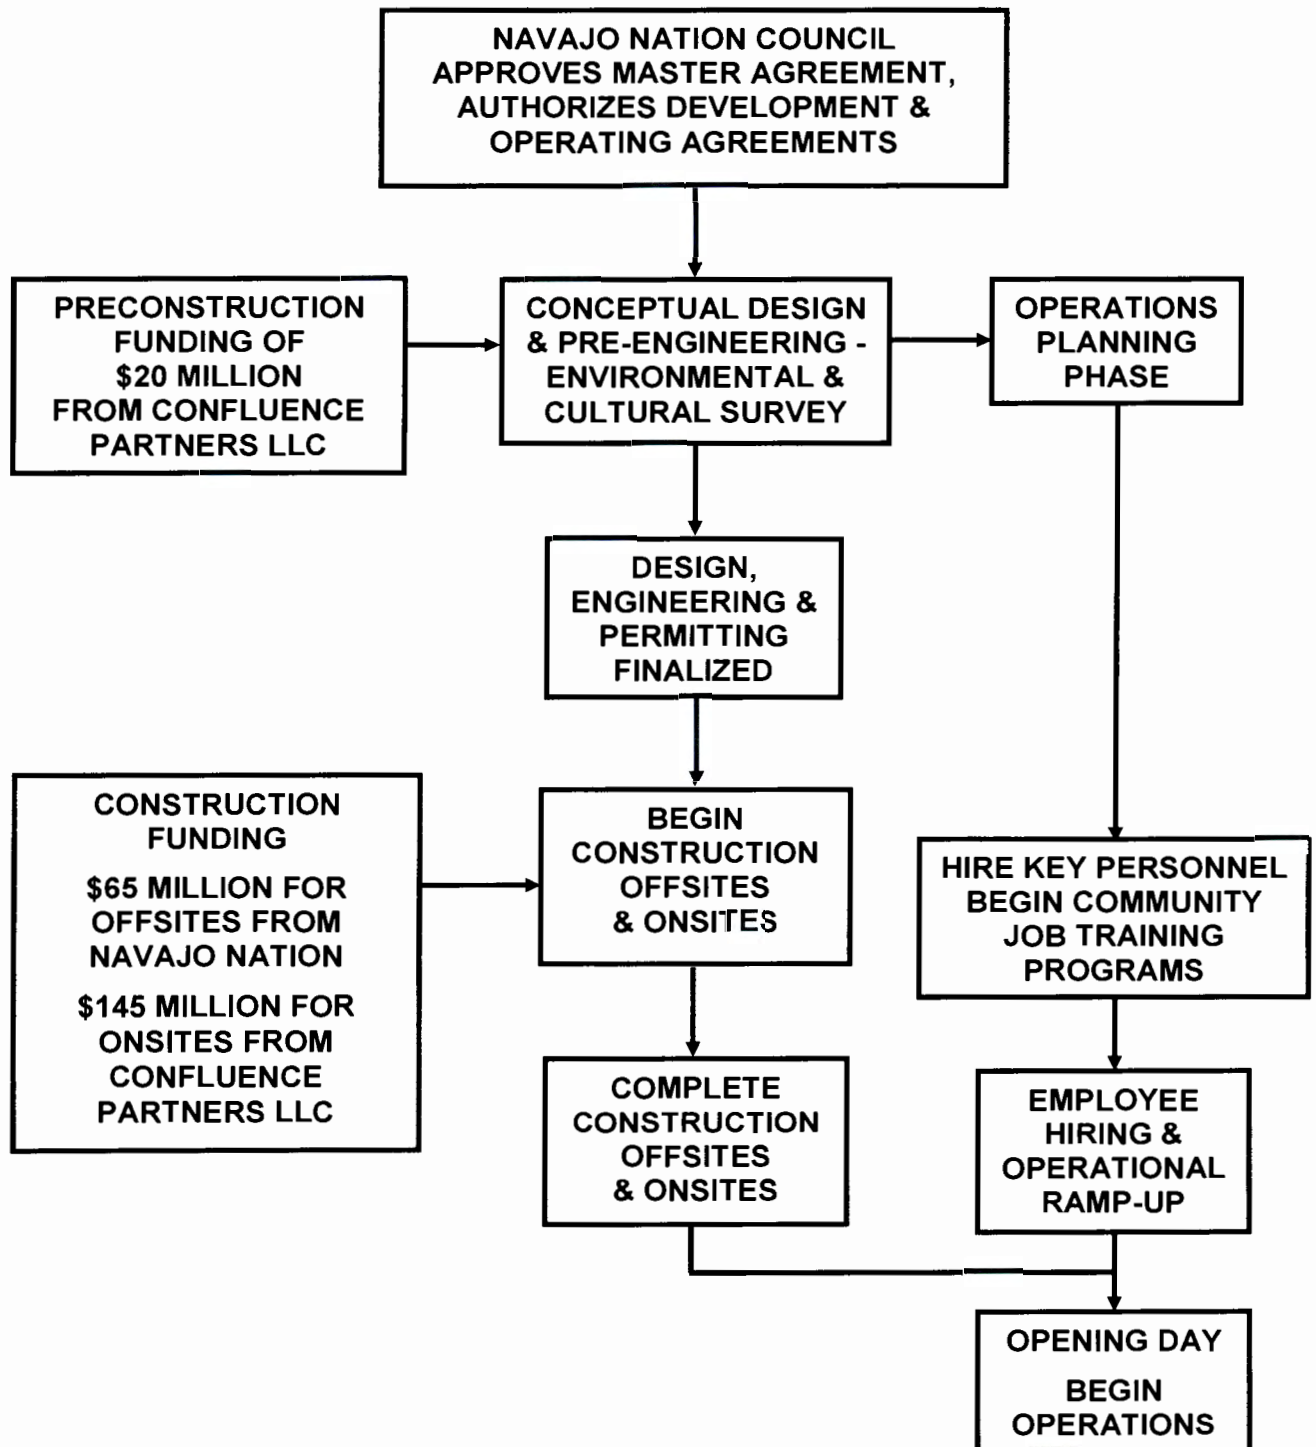 NAVAJO NATION COUNCIL
APPROVES MASTER AGREEMENT,
AUTHORIZES DEVELOPMENT &
OPERATING AGREEMENTS
PRECONSTRUCTION
FUNDING OF
$20 MILLION
FROM CONFLUENCE
PARTNERS LLC
CONCEPTUAL DESIGN
& PRE-ENGINEERING -
ENVIRONMENTAL &
CULTURAL SURVEY
OPERATIONS
PLANNING
PHASE
DESIGN,
ENGINEERING &
PERMITTING
FINALIZED
CONSTRUCTION
FUNDING
$65 MILLION FOR
OFFSITES FROM
NAVAJO NATION
$145 MILLION FOR
ONSITES FROM
CONFLUENCE
PARTNERS LLC
BEGIN
CONSTRUCTION
OFFSITES
& ONSITES
HIRE KEY PERSONNEL
BEGIN COMMUNITY
JOB TRAINING
PROGRAMS
COMPLETE
CONSTRUCTION
OFFSITES
& ONSITES
EMPLOYEE
HIRING &
OPERATIONAL
RAMP-UP
OPENING DAY
BEGIN
OPERATIONS